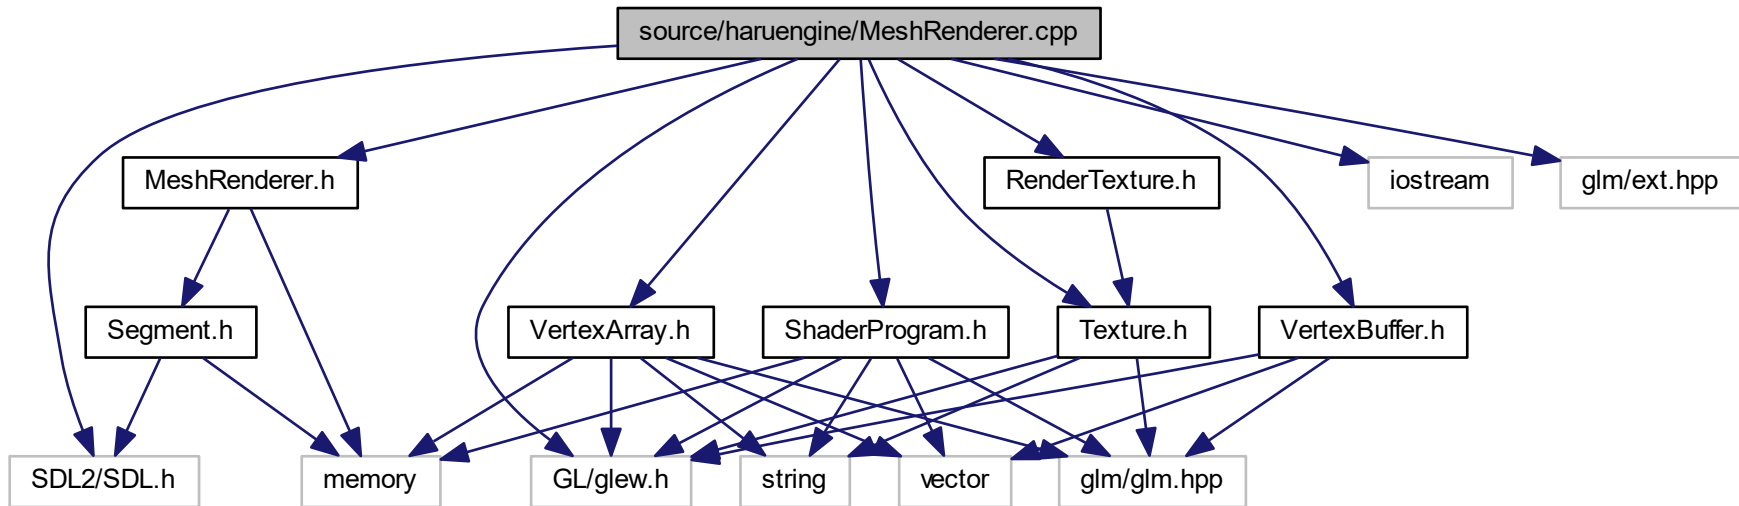 source/haruengine/MeshRenderer.cpp
MeshRenderer.h
RenderTexture.h
iostream
glm/ext.hpp
Segment.h
VertexArray.h
ShaderProgram.h
Texture.h
VertexBuffer.h
SDL2/SDL.h
memory
GL/glew.h
string
vector
glm/glm.hpp